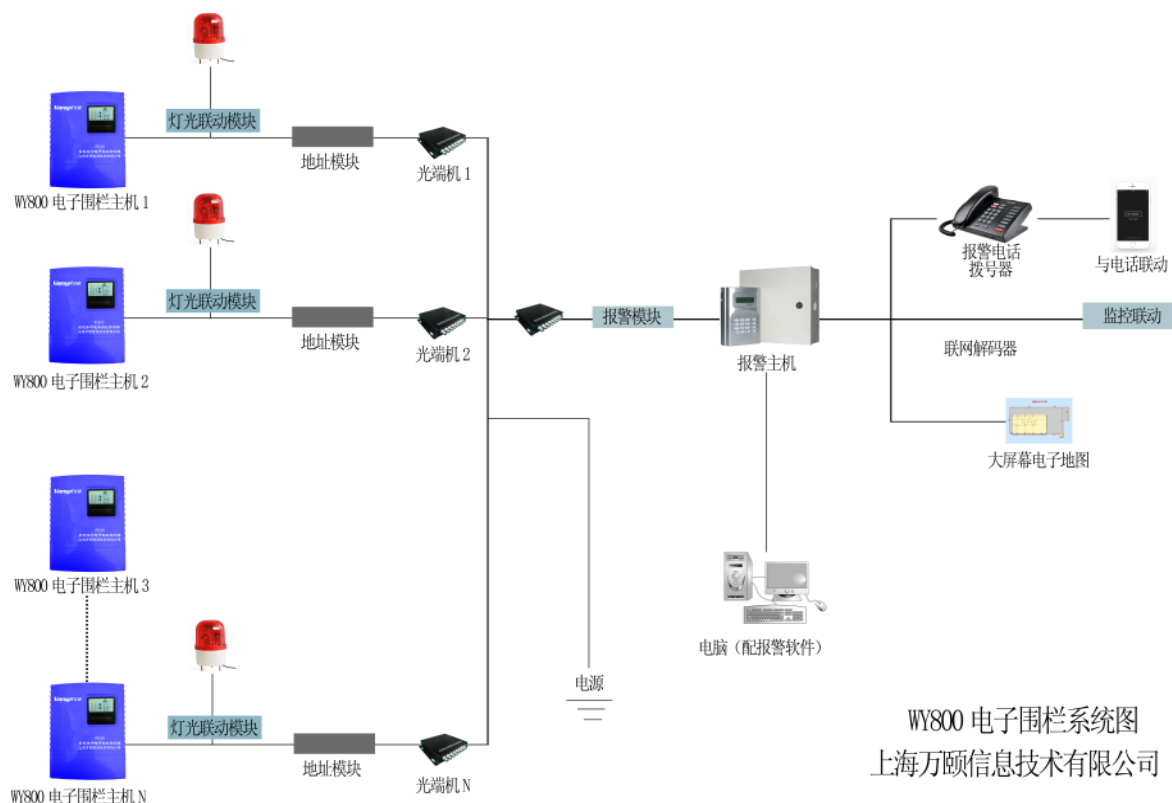 灯光联动模块
地址模块
光端机 1
WY800 电子围栏主机 1
灯光联动模块
地址模块
光端机 2
WY800 电子围栏主机 2
报警模块
报警主机
报警电话
拨号器
与电话联动
监控联动
联网解码器
大屏幕电子地图
WY800 电子围栏主机 3
电脑（配报警软件）
电源
灯光联动模块
地址模块
光端机 N
WY800 电子围栏主机 N
WY800 电子围栏系统图
上海万颐信息技术有限公司